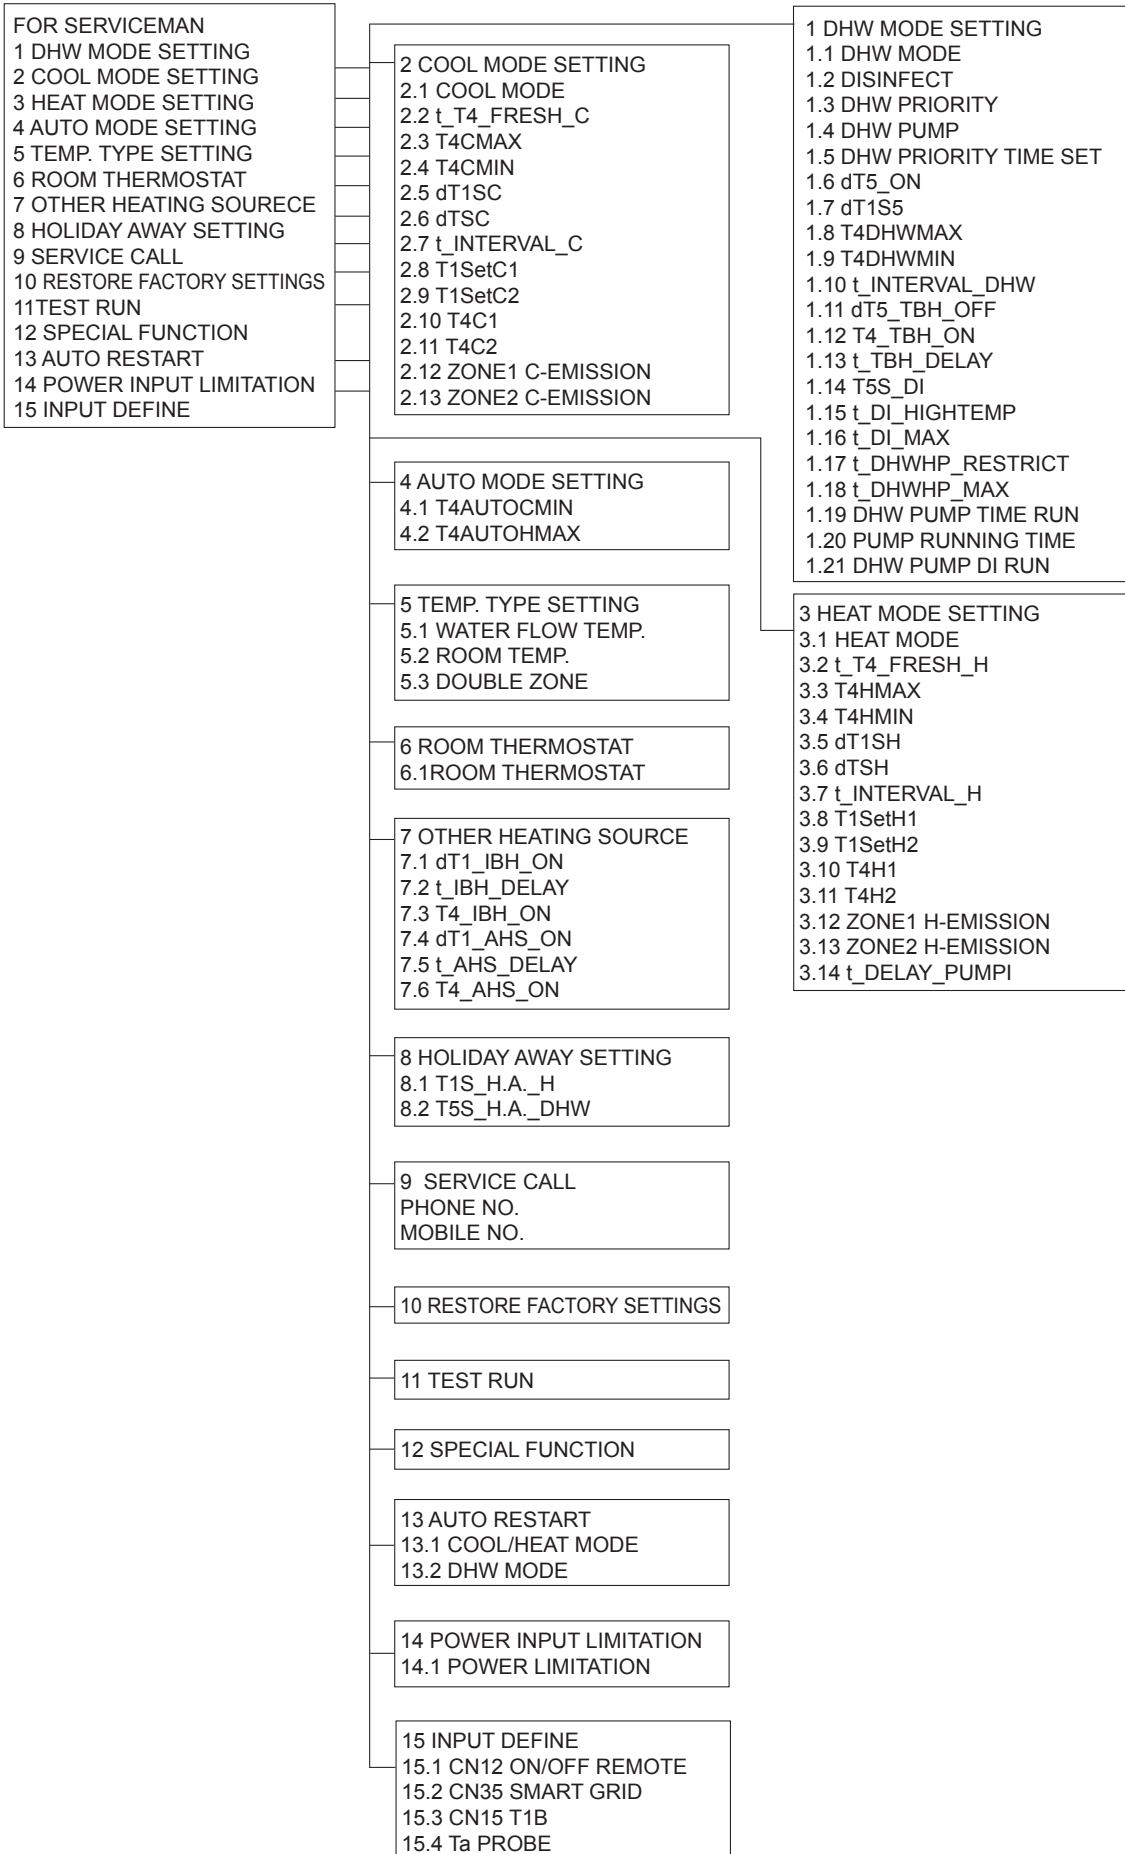 FOR SERVICEMAN
1 DHW MODE SETTING
2 COOL MODE SETTING
3 HEAT MODE SETTING
4 AUTO MODE SETTING
5 TEMP. TYPE SETTING
6 ROOM THERMOSTAT
7 OTHER HEATING SOURECE
8 HOLIDAY AWAY SETTING
9 SERVICE CALL
10 RESTORE FACTORY SETTINGS
11TEST RUN
12 SPECIAL FUNCTION
13 AUTO RESTART
14 POWER INPUT LIMITATION
15 INPUT DEFINE
2 COOL MODE SETTING
2.1 COOL MODE
2.2 t_T4_FRESH_C
2.3 T4CMAX
2.4 T4CMIN
2.5 dT1SC
2.6 dTSC
2.7 t_INTERVAL_C
2.8 T1SetC1
2.9 T1SetC2
2.10 T4C1
2.11 T4C2
2.12 ZONE1 C-EMISSION
2.13 ZONE2 C-EMISSION
4 AUTO MODE SETTING
4.1 T4AUTOCMIN
4.2 T4AUTOHMAX
5 TEMP. TYPE SETTING
5.1 WATER FLOW TEMP.
5.2 ROOM TEMP.
5.3 DOUBLE ZONE
6 ROOM THERMOSTAT
6.1ROOM THERMOSTAT
7 OTHER HEATING SOURCE
7.1 dT1_IBH_ON
7.2 t_IBH_DELAY
7.3 T4_IBH_ON
7.4 dT1_AHS_ON
7.5 t_AHS_DELAY
7.6 T4_AHS_ON
8 HOLIDAY AWAY SETTING
8.1 T1S_H.A._H
8.2 T5S_H.A._DHW
9 SERVICE CALL
PHONE NO.
MOBILE NO.
10 RESTORE FACTORY SETTINGS
11 TEST RUN
12 SPECIAL FUNCTION
13 AUTO RESTART
13.1 COOL/HEAT MODE
13.2 DHW MODE
14 POWER INPUT LIMITATION
14.1 POWER LIMITATION
15 INPUT DEFINE
15.1 CN12 ON/OFF REMOTE
15.2 CN35 SMART GRID
15.3 CN15 T1B
15.4 Ta PROBE
1 DHW MODE SETTING
1.1 DHW MODE
1.2 DISINFECT
1.3 DHW PRIORITY
1.4 DHW PUMP
1.5 DHW PRIORITY TIME SET
1.6 dT5_ON
1.7 dT1S5
1.8 T4DHWMAX
1.9 T4DHWMIN
1.10 t_INTERVAL_DHW
1.11 dT5_TBH_OFF
1.12 T4_TBH_ON
1.13 t_TBH_DELAY
1.14 T5S_DI
1.15 t_DI_HIGHTEMP
1.16 t_DI_MAX
1.17 t_DHWHP_RESTRICT
1.18 t_DHWHP_MAX
1.19 DHW PUMP TIME RUN
1.20 PUMP RUNNING TIME
1.21 DHW PUMP DI RUN
3 HEAT MODE SETTING
3.1 HEAT MODE
3.2 t_T4_FRESH_H
3.3 T4HMAX
3.4 T4HMIN
3.5 dT1SH
3.6 dTSH
3.7 t_INTERVAL_H
3.8 T1SetH1
3.9 T1SetH2
3.10 T4H1
3.11 T4H2
3.12 ZONE1 H-EMISSION
3.13 ZONE2 H-EMISSION
3.14 t_DELAY_PUMPI